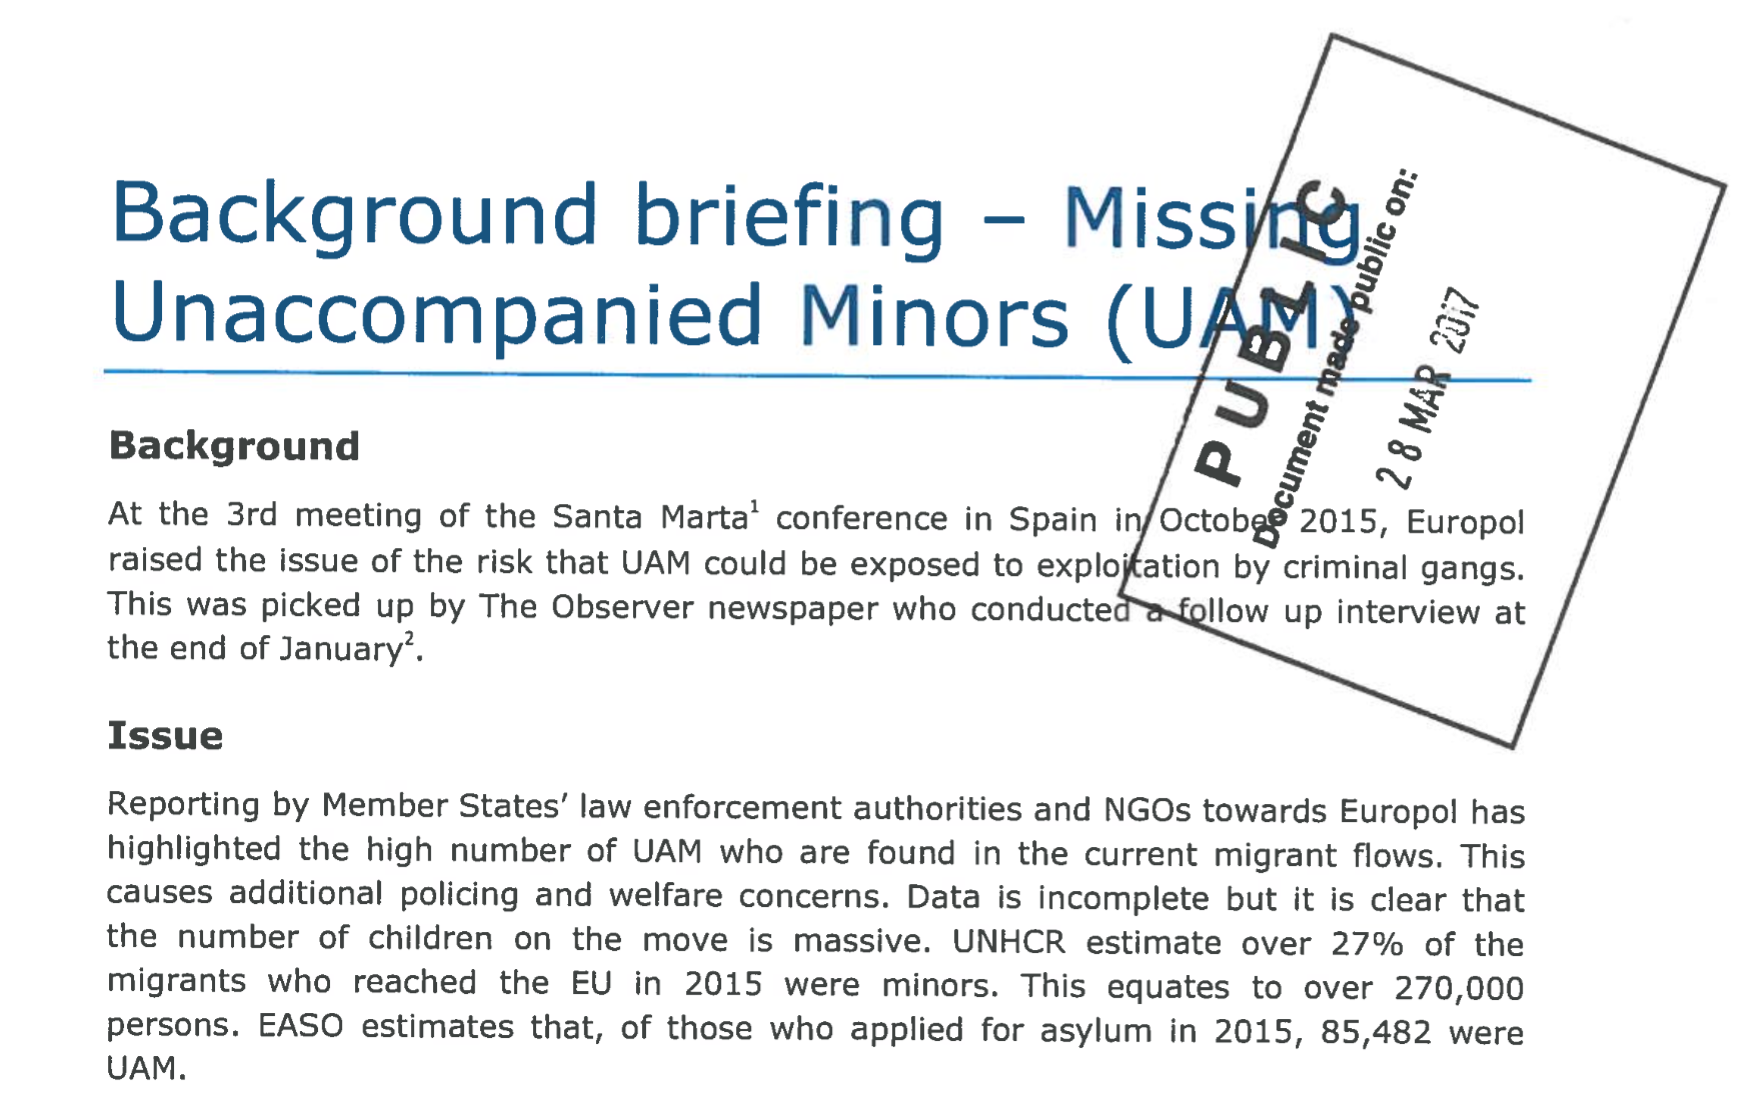 Background briefing – Missing
Unaccompanied Minors (UAM)
PUBLIC
Document made public on:
28 MAR 2017
Background
At the 3rd meeting of the Santa Marta¹ conference in Spain in October 2015, Europol
raised the issue of the risk that UAM could be exposed to exploitation by criminal gangs.
This was picked up by The Observer newspaper who conducted a follow up interview at
the end of January².
Issue
Reporting by Member States’ law enforcement authorities and NGOs towards Europol has
highlighted the high number of UAM who are found in the current migrant flows. This
causes additional policing and welfare concerns. Data is incomplete but it is clear that
the number of children on the move is massive. UNHCR estimate over 27% of the
migrants who reached the EU in 2015 were minors. This equates to over 270,000
persons. EASO estimates that, of those who applied for asylum in 2015, 85,482 were
UAM.